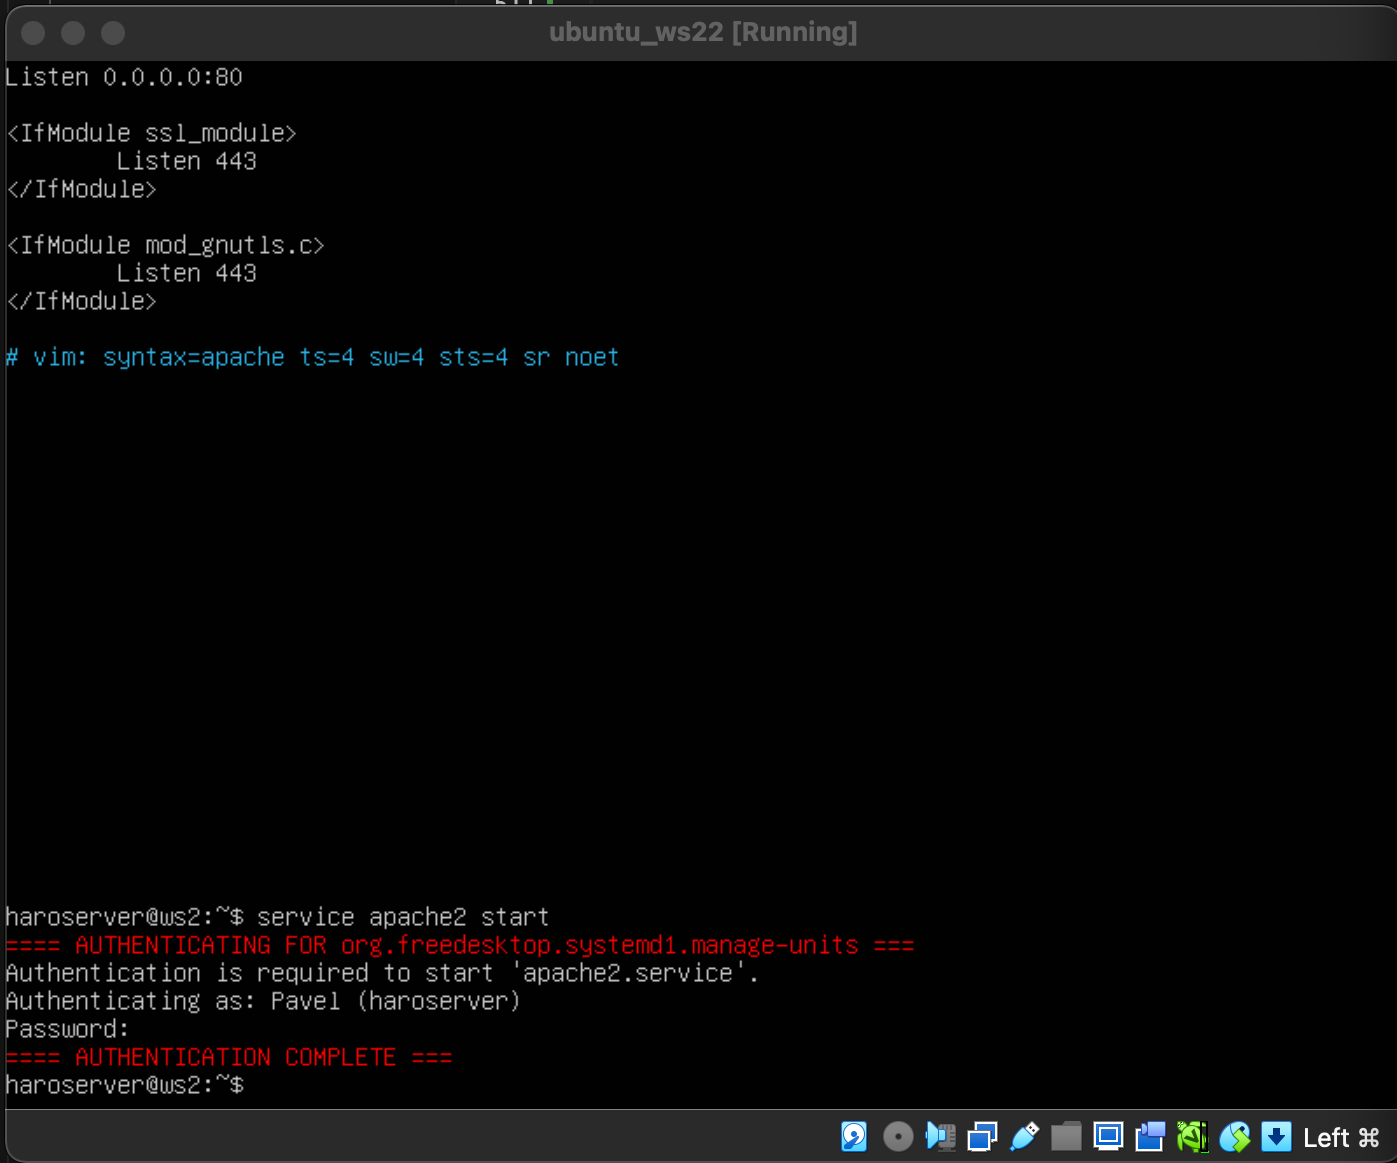 ubuntu_ws22 [Running]
Listen 0.0.0.0:80
<IfModule ssl_module>
Listen 443
</IfModule>
<IfModule mod_gnutls.c>
Listen 443
</IfModule>
# vim: syntax=apache ts=4 sw=4 sts=4 sr noet
haroserver@ws2:~$ service apache2 start
==== AUTHENTICATING FOR org.freedesktop.systemd1.manage-units ===
Authentication is required to start 'apache2.service'.
Authenticating as: Pavel (haroserver)
Password:
==== AUTHENTICATION COMPLETE ===
haroserver@ws2:~$
Left ⌘